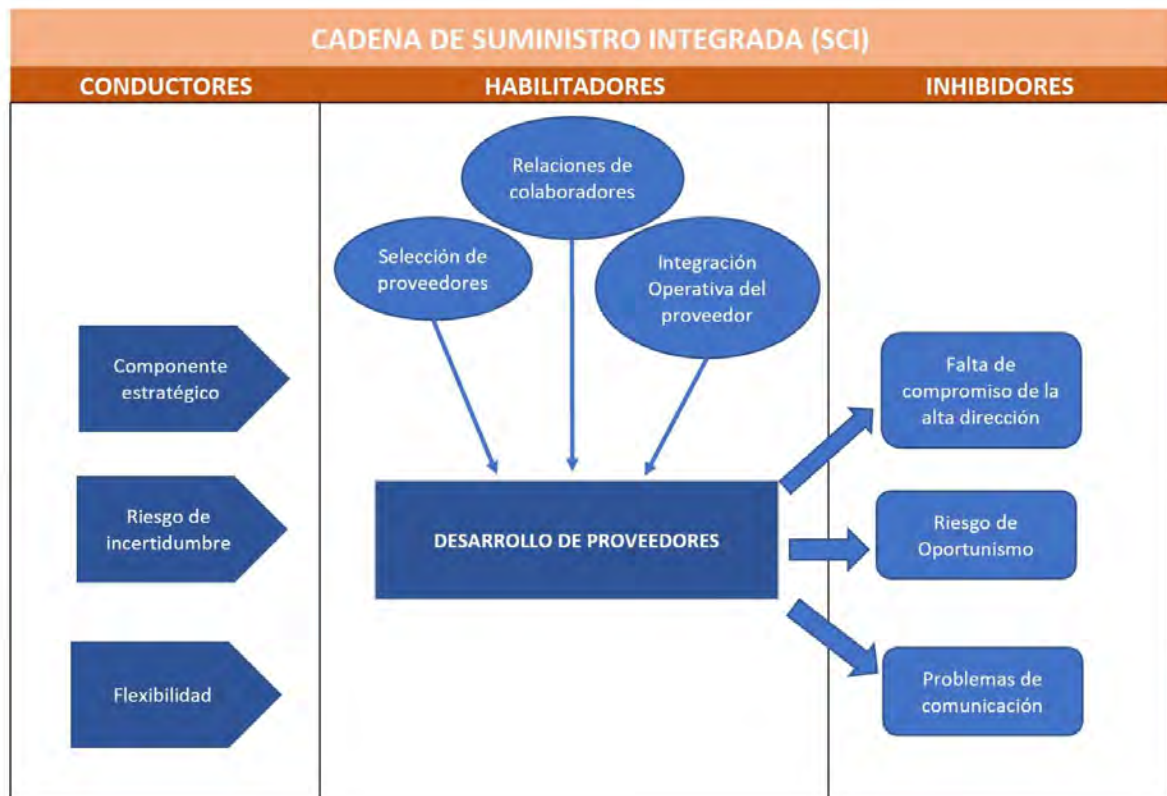 CADENA DE SUMINISTRO INTEGRADA (SCI)
CONDUCTORES
HABILITADORES
INHIBIDORES
Componente
estratégico
Riesgo de
incertidumbre
Flexibilidad
Relaciones de
colaboradores
Selección de
proveedores
Integración
Operativa del
proveedor
DESARROLLO DE PROVEEDORES
Falta de
compromiso de la
alta dirección
Riesgo de
Oportunismo
Problemas de
comunicación